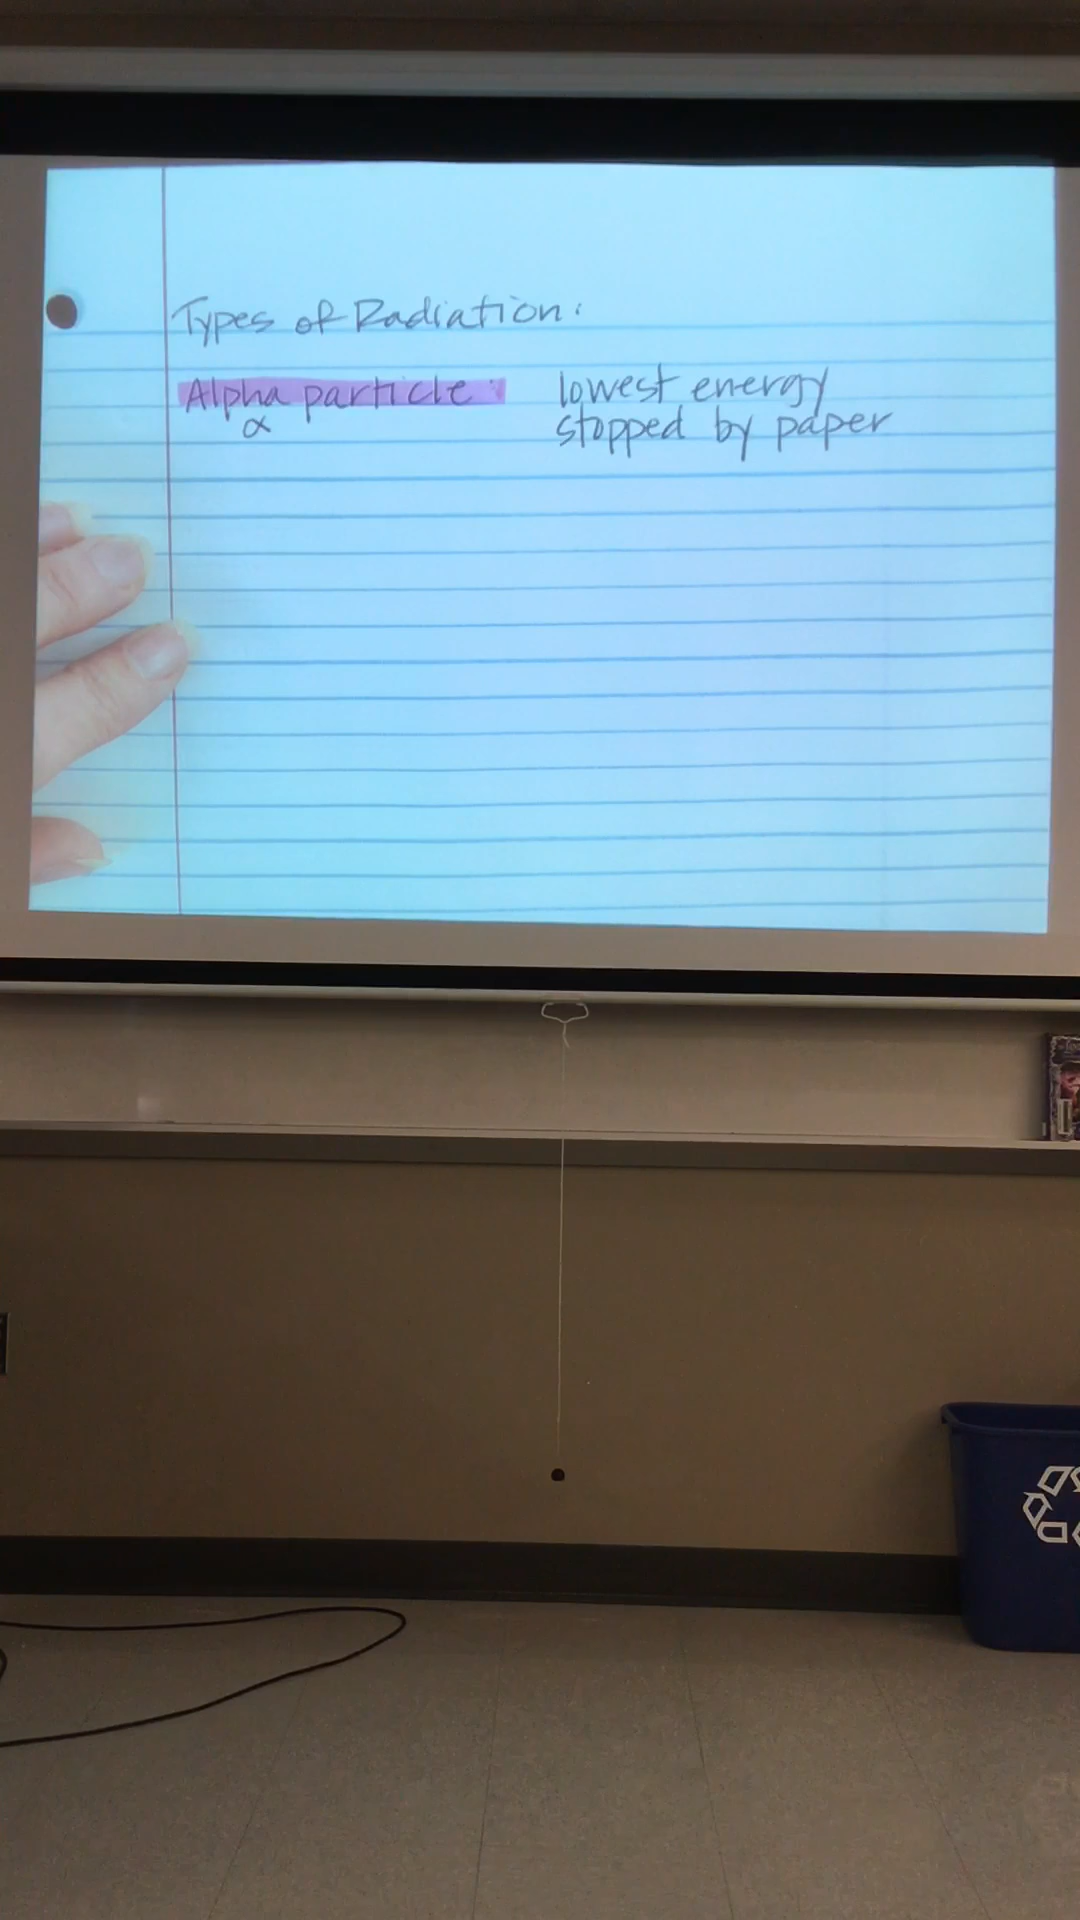 Types of Radiation:
Alpha particle: lowest energy
α stopped by paper